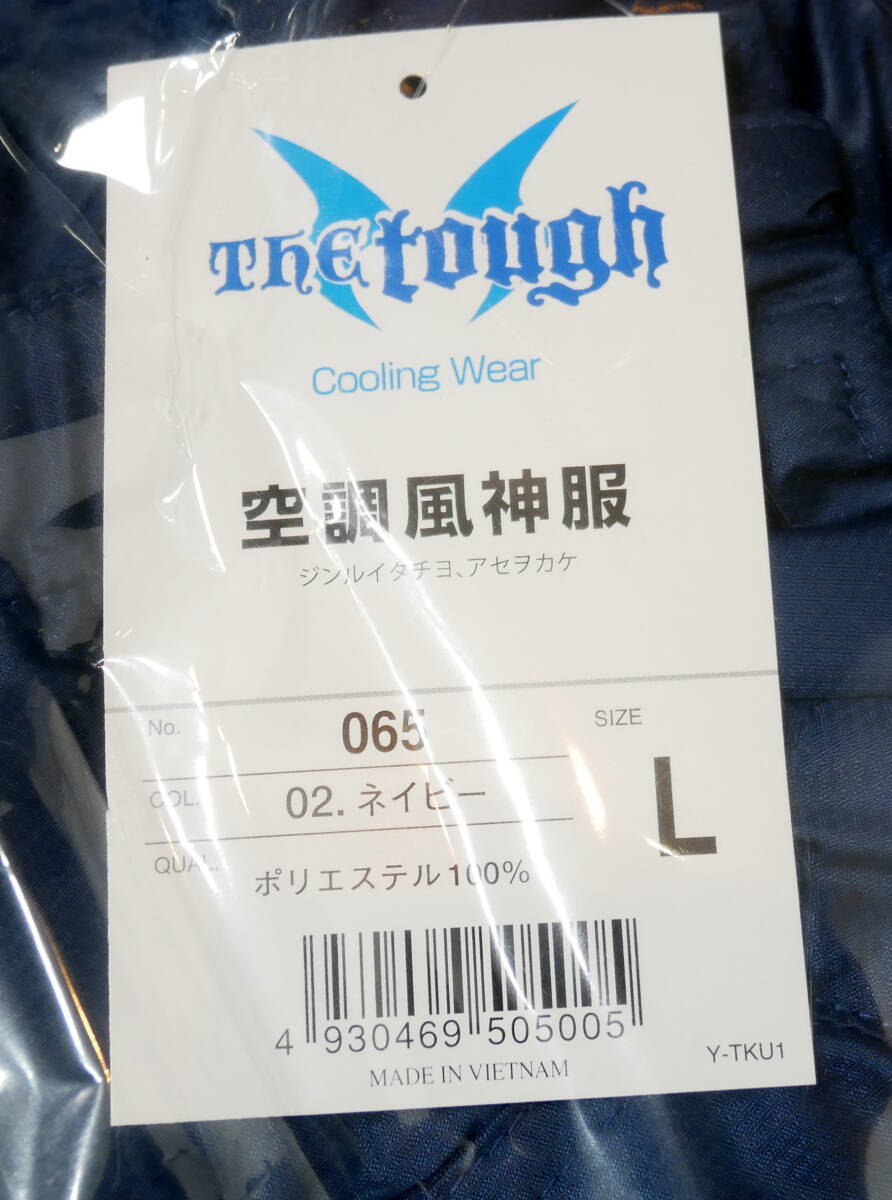 THE tough
Cooling Wear
空調風神服
ジンルイタチヨ、アセヲカケ
No. 065
SIZE
COL. 02. ネイビー
L
QUAL. ポリエステル100%
4 930469 505005
MADE IN VIETNAM
Y-TKU1